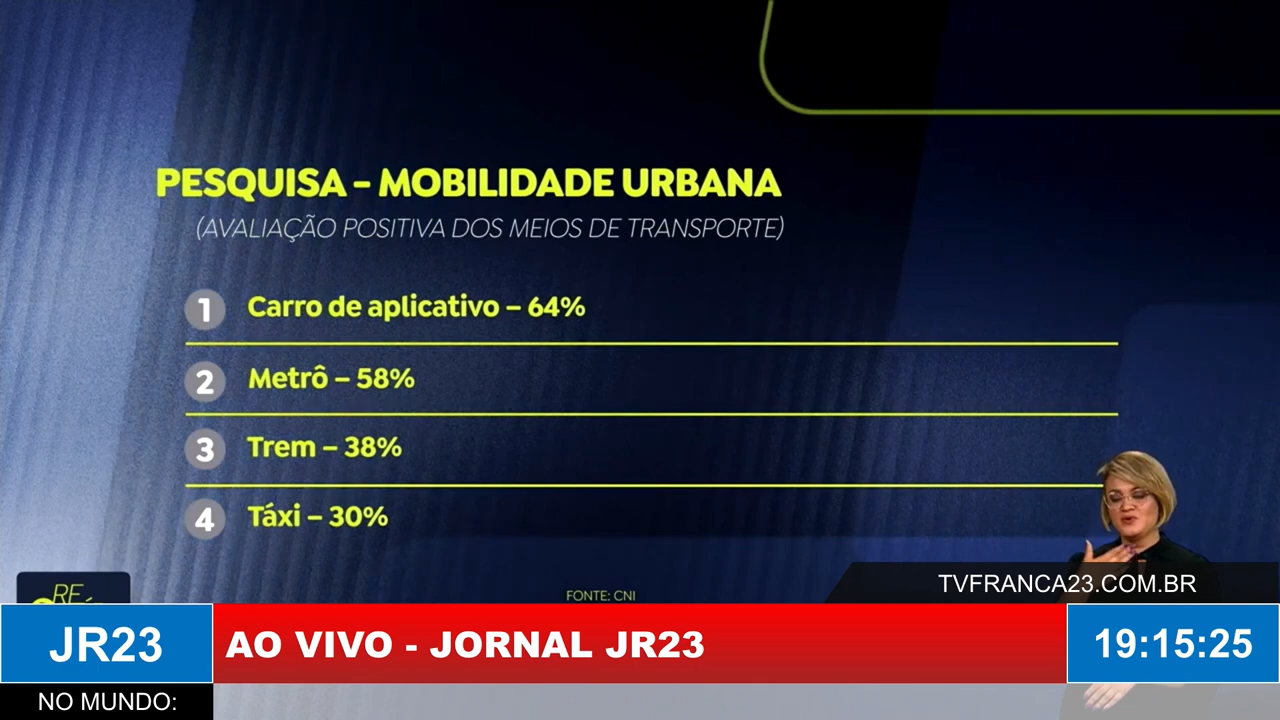 PESQUISA – MOBILIDADE URBANA
(AVALIAÇÃO POSITIVA DOS MEIOS DE TRANSPORTE)
1 Carro de aplicativo – 64%
2 Metrô – 58%
3 Trem – 38%
4 Táxi – 30%
FONTE: CNI
TVFRANCA23.COM.BR
JR23
AO VIVO - JORNAL JR23
19:15:25
NO MUNDO: